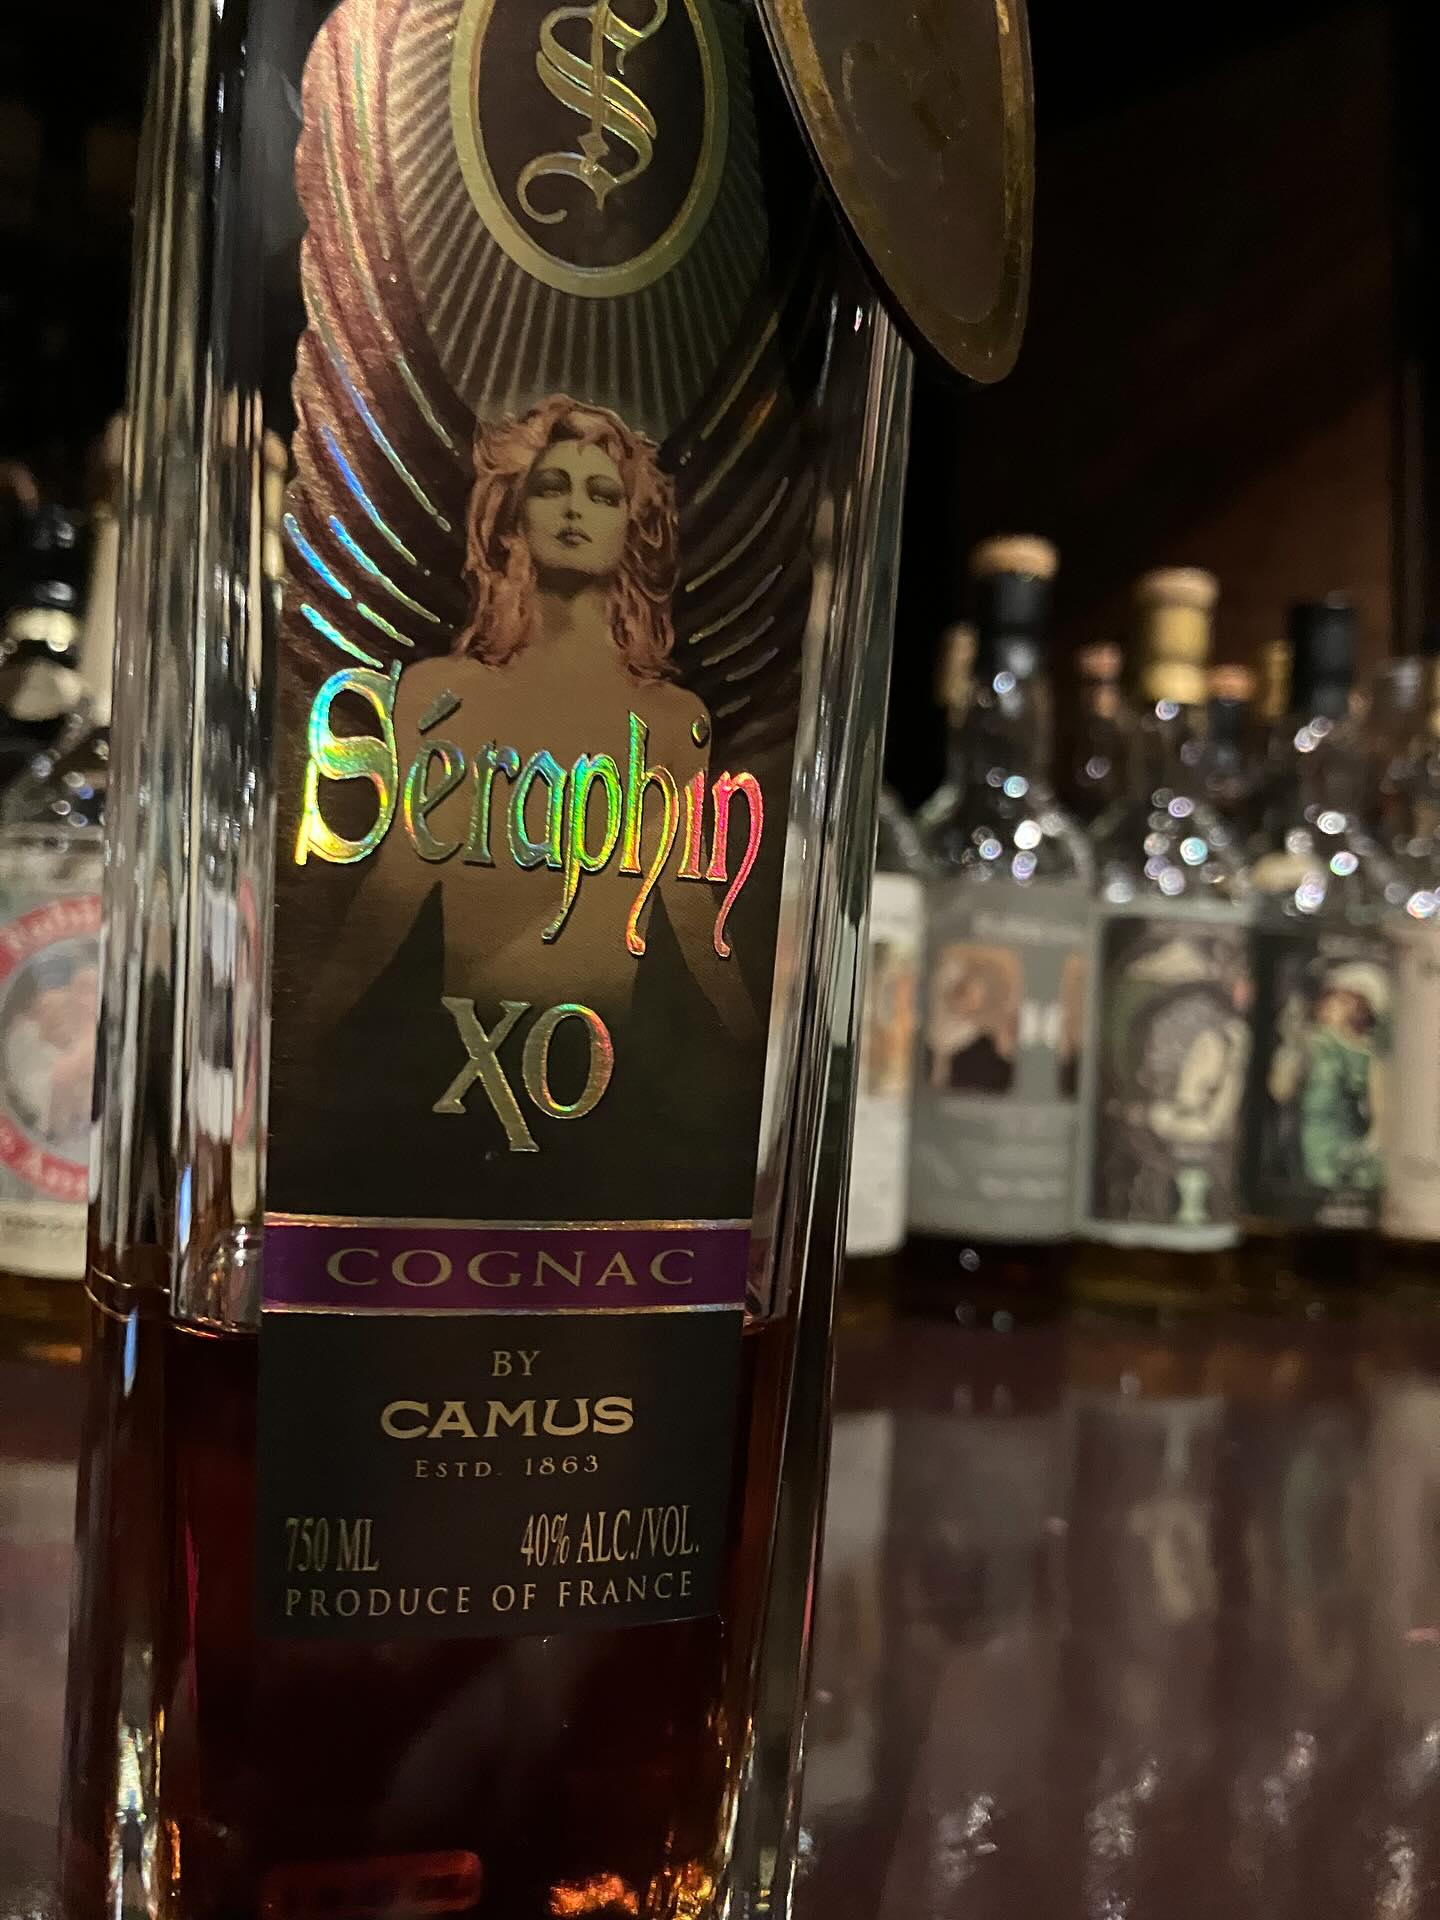 S
Séraphin
XO
COGNAC
BY
CAMUS
ESTD. 1863
750 ML 40% ALC./VOL.
PRODUCE OF FRANCE